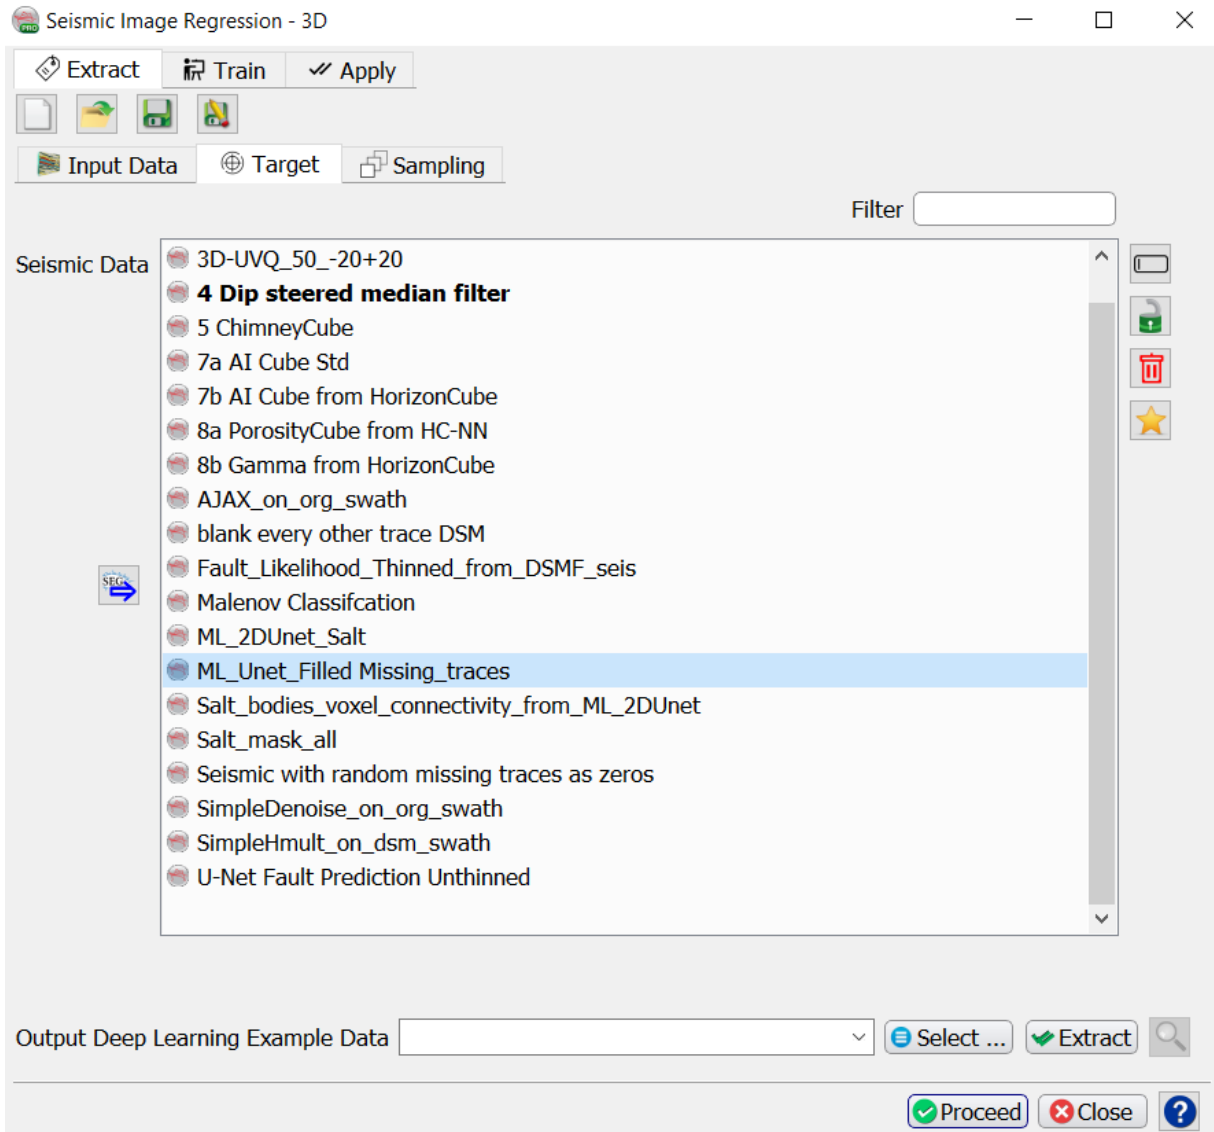 Seismic Image Regression - 3D
Extract Train Apply
Input Data Target Sampling
Filter
Seismic Data
3D-UVQ_50_-20+20
4 Dip steered median filter
5 ChimneyCube
7a AI Cube Std
7b AI Cube from HorizonCube
8a PorosityCube from HC-NN
8b Gamma from HorizonCube
AJAX_on_org_swath
blank every other trace DSM
Fault_Likelihood_Thinned_from_DSMF_seis
SEG
Malenov Classifcation
ML_2DUnet_Salt
ML_Unet_Filled Missing_traces
Salt_bodies_voxel_connectivity_from_ML_2DUnet
Salt_mask_all
Seismic with random missing traces as zeros
SimpleDenoise_on_org_swath
SimpleHmult_on_dsm_swath
U-Net Fault Prediction Unthinned
Output Deep Learning Example Data Select ... Extract
Proceed Close ?